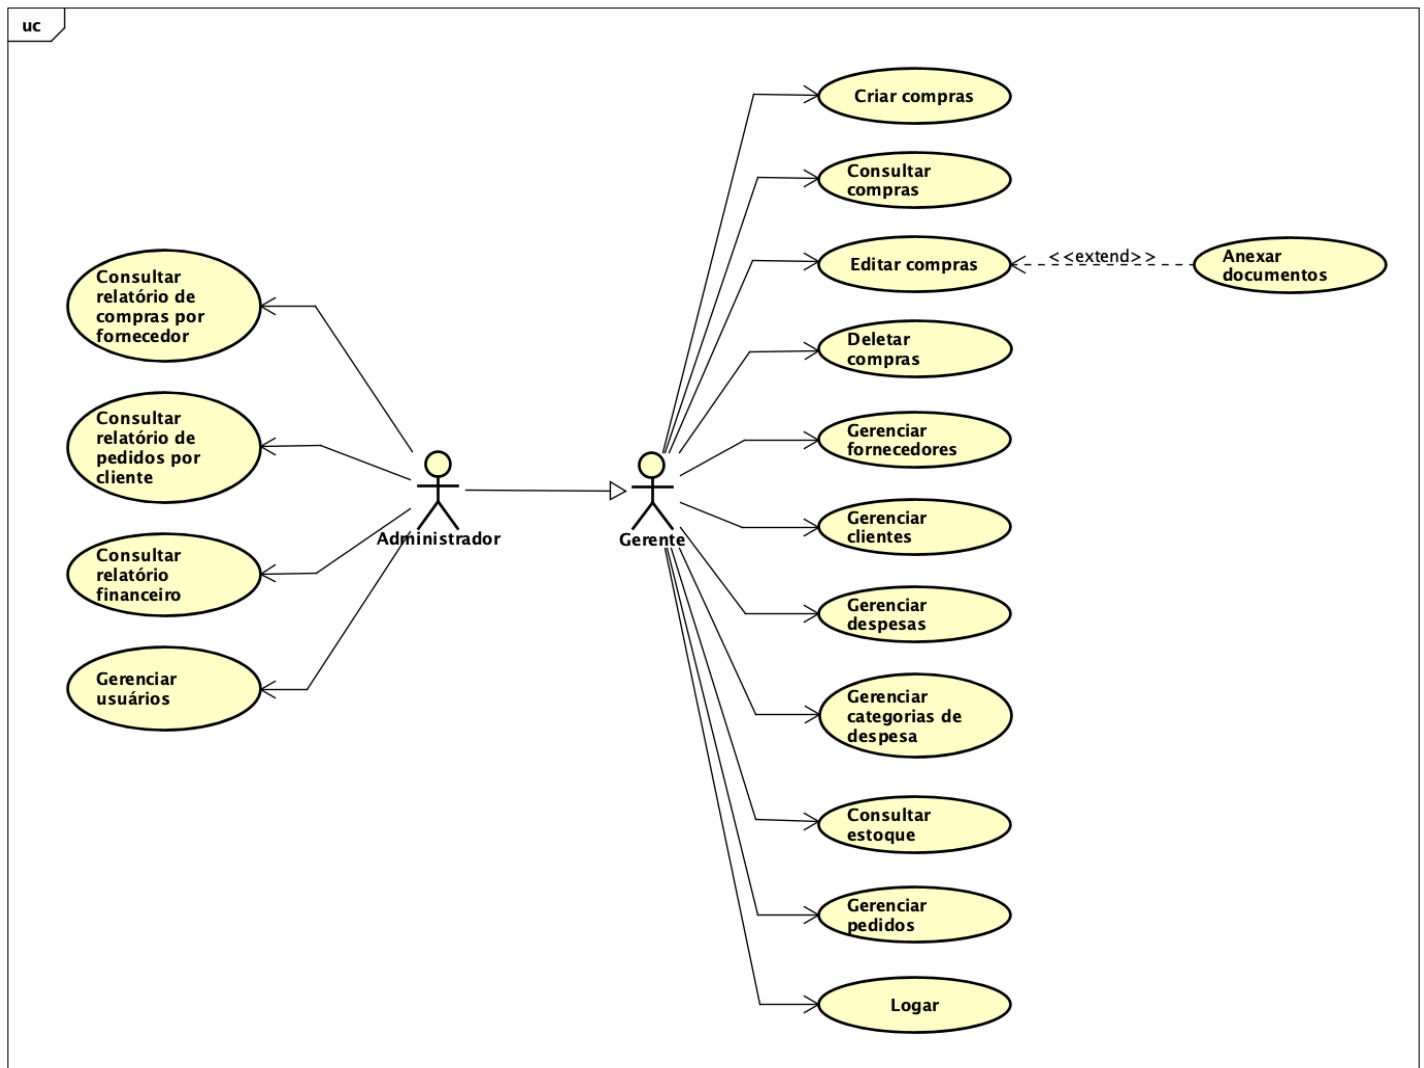 uc
Criar compras
Consultar
compras
Editar compras
<<extend>>
Anexar
documentos
Deletar
compras
Gerenciar
fornecedores
Gerenciar
clientes
Gerenciar
despesas
Gerenciar
categorias de
despesa
Consultar
estoque
Gerenciar
pedidos
Logar
Gerente
Administrador
Consultar
relatório de
compras por
fornecedor
Consultar
relatório de
pedidos por
cliente
Consultar
relatório
financeiro
Gerenciar
usuários